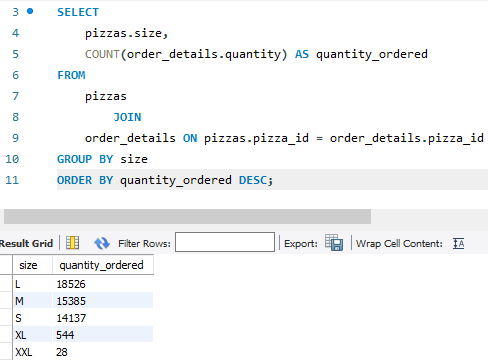 3 SELECT
4 pizzas.size,
5 COUNT(order_details.quantity) AS quantity_ordered
6 FROM
7 pizzas
8 JOIN
9 order_details ON pizzas.pizza_id = order_details.pizza_id
10 GROUP BY size
11 ORDER BY quantity_ordered DESC;
Result Grid Filter Rows: Export: Wrap Cell Content: IA
size quantity_ordered
L 18526
M 15385
S 14137
XL 544
XXL 28